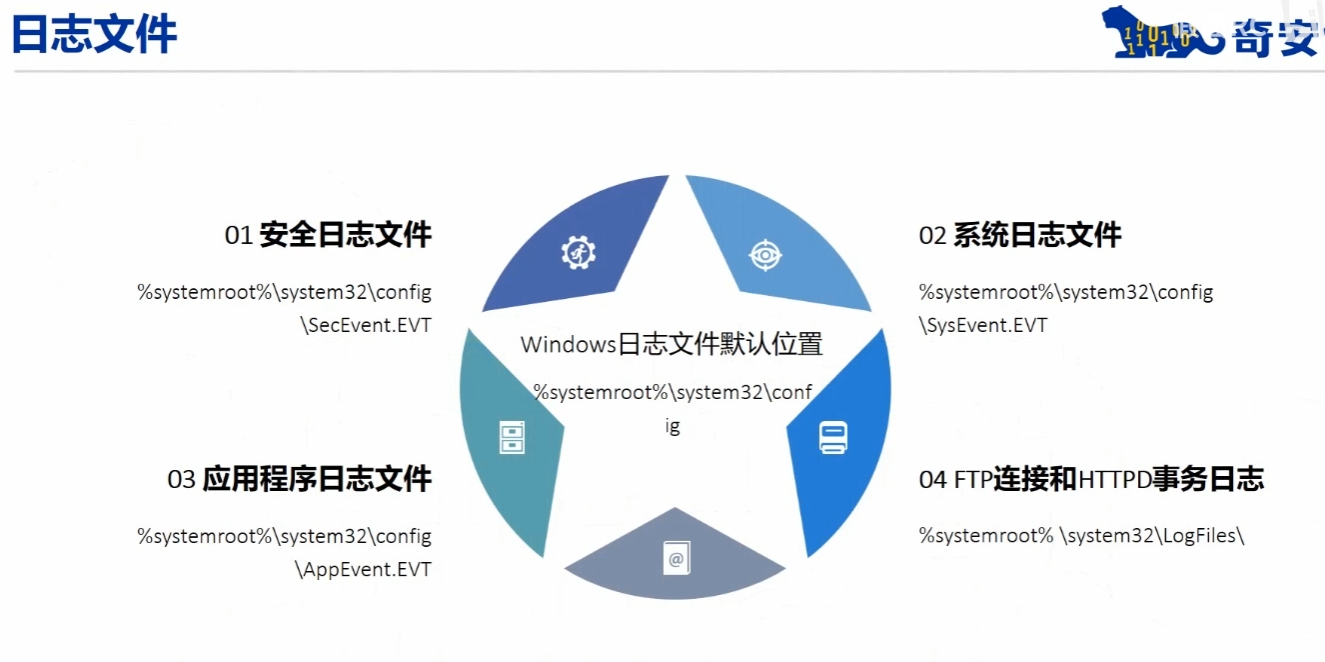 日志文件
奇安
01 安全日志文件
%systemroot%\system32\config
\SecEvent.EVT
02 系统日志文件
%systemroot%\system32\config
\SysEvent.EVT
Windows日志文件默认位置
%systemroot%\system32\conf
ig
03 应用程序日志文件
%systemroot%\system32\config
\AppEvent.EVT
04 FTP连接和HTTPD事务日志
%systemroot% \system32\LogFiles\
@